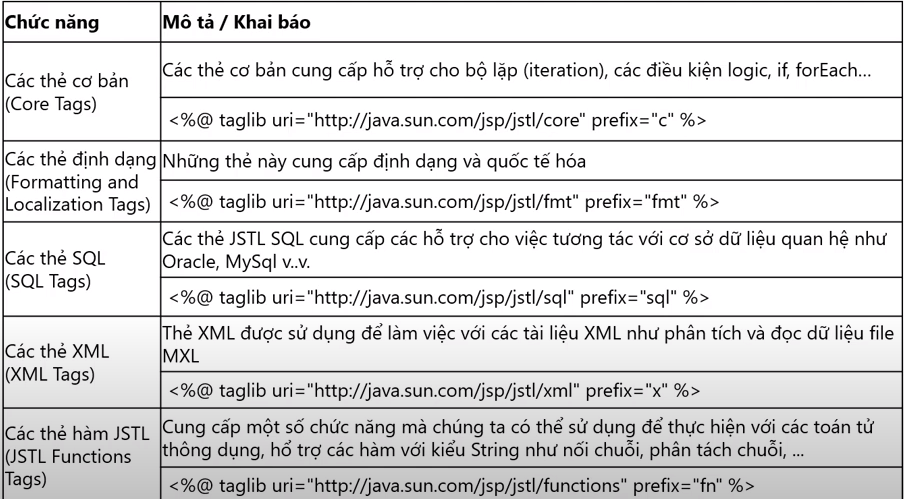 Chức năng
Mô tả / Khai báo
Các thẻ cơ bản
(Core Tags)
Các thẻ cơ bản cung cấp hỗ trợ cho bộ lặp (iteration), các điều kiện logic, if, forEach...
<%@ taglib uri="http://java.sun.com/jsp/jstl/core" prefix="c" %>
Các thẻ định dạng
(Formatting and
Localization Tags)
Những thẻ này cung cấp định dạng và quốc tế hóa
<%@ taglib uri="http://java.sun.com/jsp/jstl/fmt" prefix="fmt" %>
Các thẻ SQL
(SQL Tags)
Các thẻ JSTL SQL cung cấp các hỗ trợ cho việc tương tác với cơ sở dữ liệu quan hệ như
Oracle, MySql v..v.
<%@ taglib uri="http://java.sun.com/jsp/jstl/sql" prefix="sql" %>
Các thẻ XML
(XML Tags)
Thẻ XML được sử dụng để làm việc với các tài liệu XML như phân tích và đọc dữ liệu file
MXL
<%@ taglib uri="http://java.sun.com/jsp/jstl/xml" prefix="x" %>
Các thẻ hàm JSTL
(JSTL Functions
Tags)
Cung cấp một số chức năng mà chúng ta có thể sử dụng để thực hiện với các toán tử
thông dụng, hổ trợ các hàm với kiểu String như nối chuỗi, phân tách chuỗi, ...
<%@ taglib uri="http://java.sun.com/jsp/jstl/functions" prefix="fn" %>